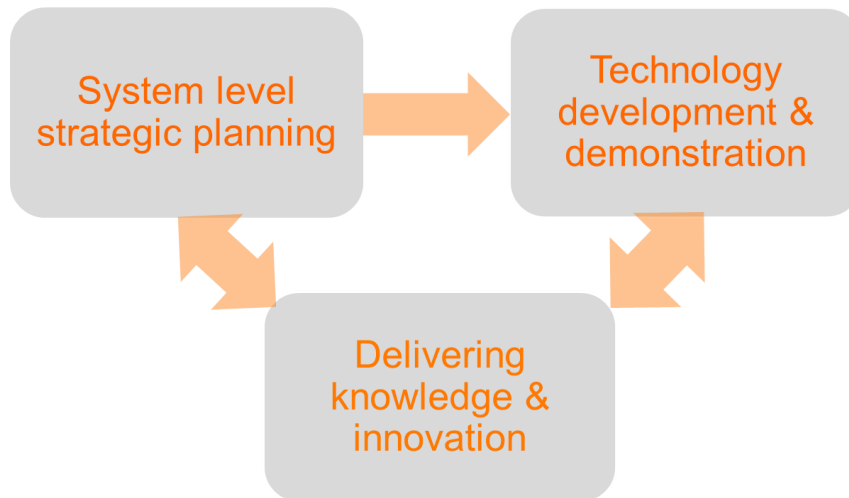 System level
strategic planning
Technology
development &
demonstration
Delivering
knowledge &
innovation